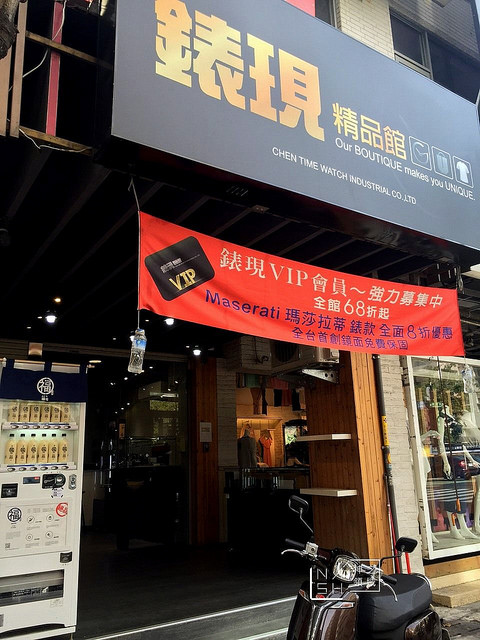 錶現
精品館
Our BOUTIQUE makes you UNIQUE.
CHEN TIME WATCH INDUSTRIAL CO.,LTD
VIP
錶現VIP會員～強力募集中
全館68折起
Maserati 瑪莎拉蒂 錶款 全面8折優惠
全台首創鏡面免費保固
福
福